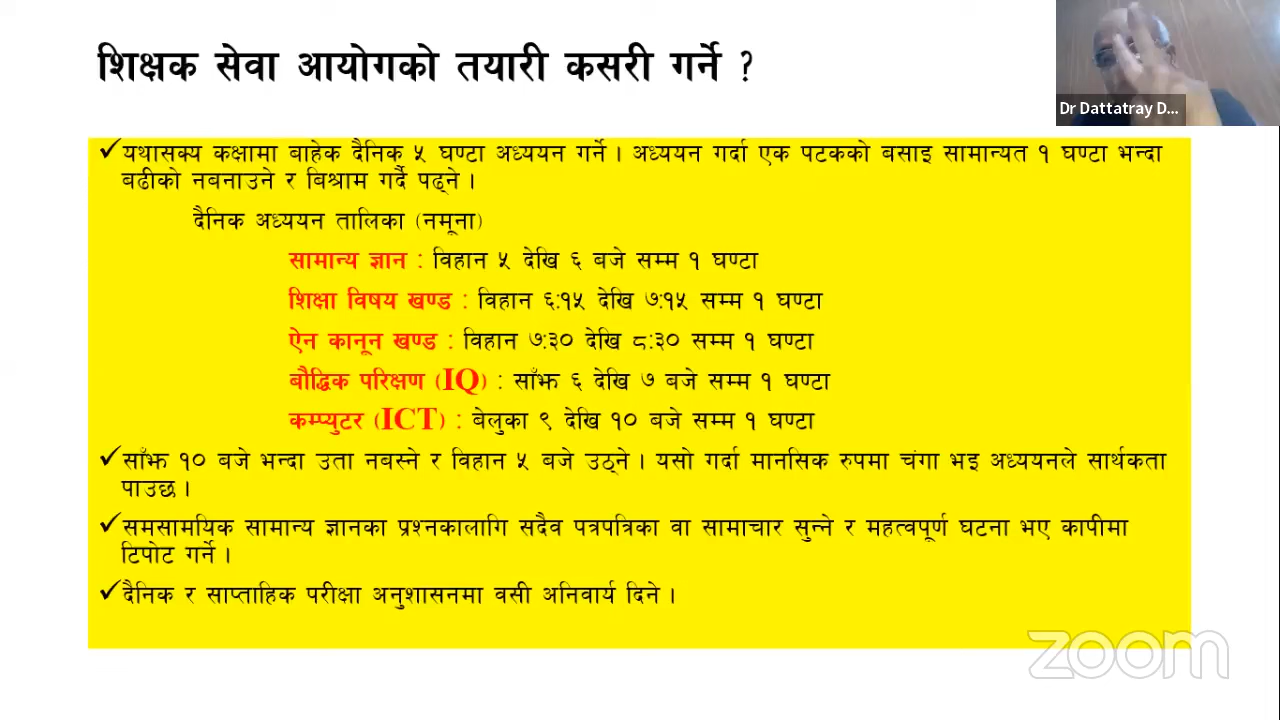 शिक्षक सेवा आयोगको तयारी कसरी गर्ने ?
Dr Dattatray D...
✓यथासक्य कक्षामा बाहेक दैनिक ५ घण्टा अध्ययन गर्ने । अध्ययन गर्दा एक पटकको बसाइ सामान्यत १ घण्टा भन्दा
बढीको नबनाउने र बिश्राम गर्दै पढ्ने ।
दैनिक अध्ययन तालिका (नमूना)
सामान्य ज्ञान : विहान ५ देखि ६ बजे सम्म १ घण्टा
शिक्षा विषय खण्ड : विहान ६:१५ देखि ७:१५ सम्म १ घण्टा
ऐन कानून खण्ड : विहान ७:३० देखि ८:३० सम्म १ घण्टा
बौद्धिक परिक्षण (IQ) : साँझ ६ देखि ७ बजे सम्म १ घण्टा
कम्प्युटर (ICT) : बेलुका ९ देखि १० बजे सम्म १ घण्टा
✓साँझ १० बजे भन्दा उता नबस्ने र विहान ५ बजे उठ्ने । यसो गर्दा मानसिक रुपमा चंगा भइ अध्ययनले सार्थकता
पाउछ ।
✓समसामयिक सामान्य ज्ञानका प्रश्नकालागि सदैव पत्रपत्रिका वा सामाचार सुन्ने र महत्वपूर्ण घटना भए कापीमा
टिपोट गर्ने ।
✓दैनिक र साप्ताहिक परीक्षा अनुशासनमा वसी अनिवार्य दिने ।
zoom